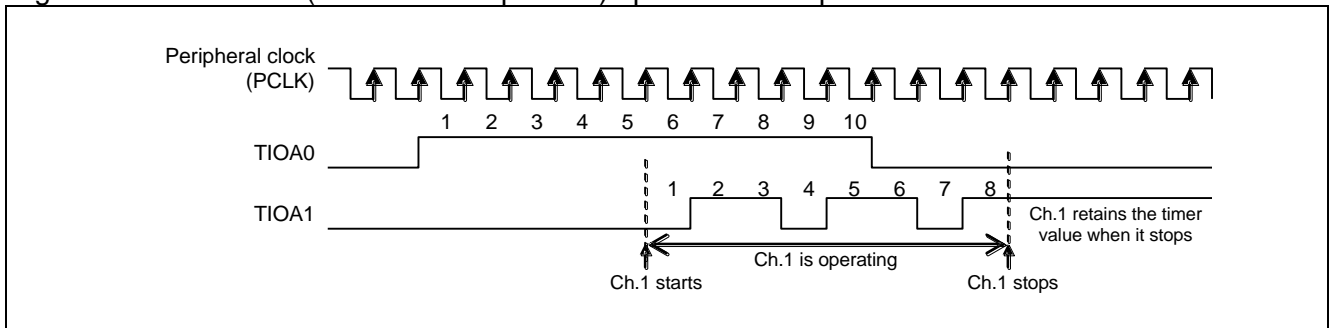 Peripheral clock
(PCLK)
1 2 3 4 5 6 7 8 9 10
TIOA0
1 2 3 4 5 6 7 8
TIOA1
Ch.1 retains the timer
value when it stops
Ch.1 is operating
Ch.1 starts
Ch.1 stops